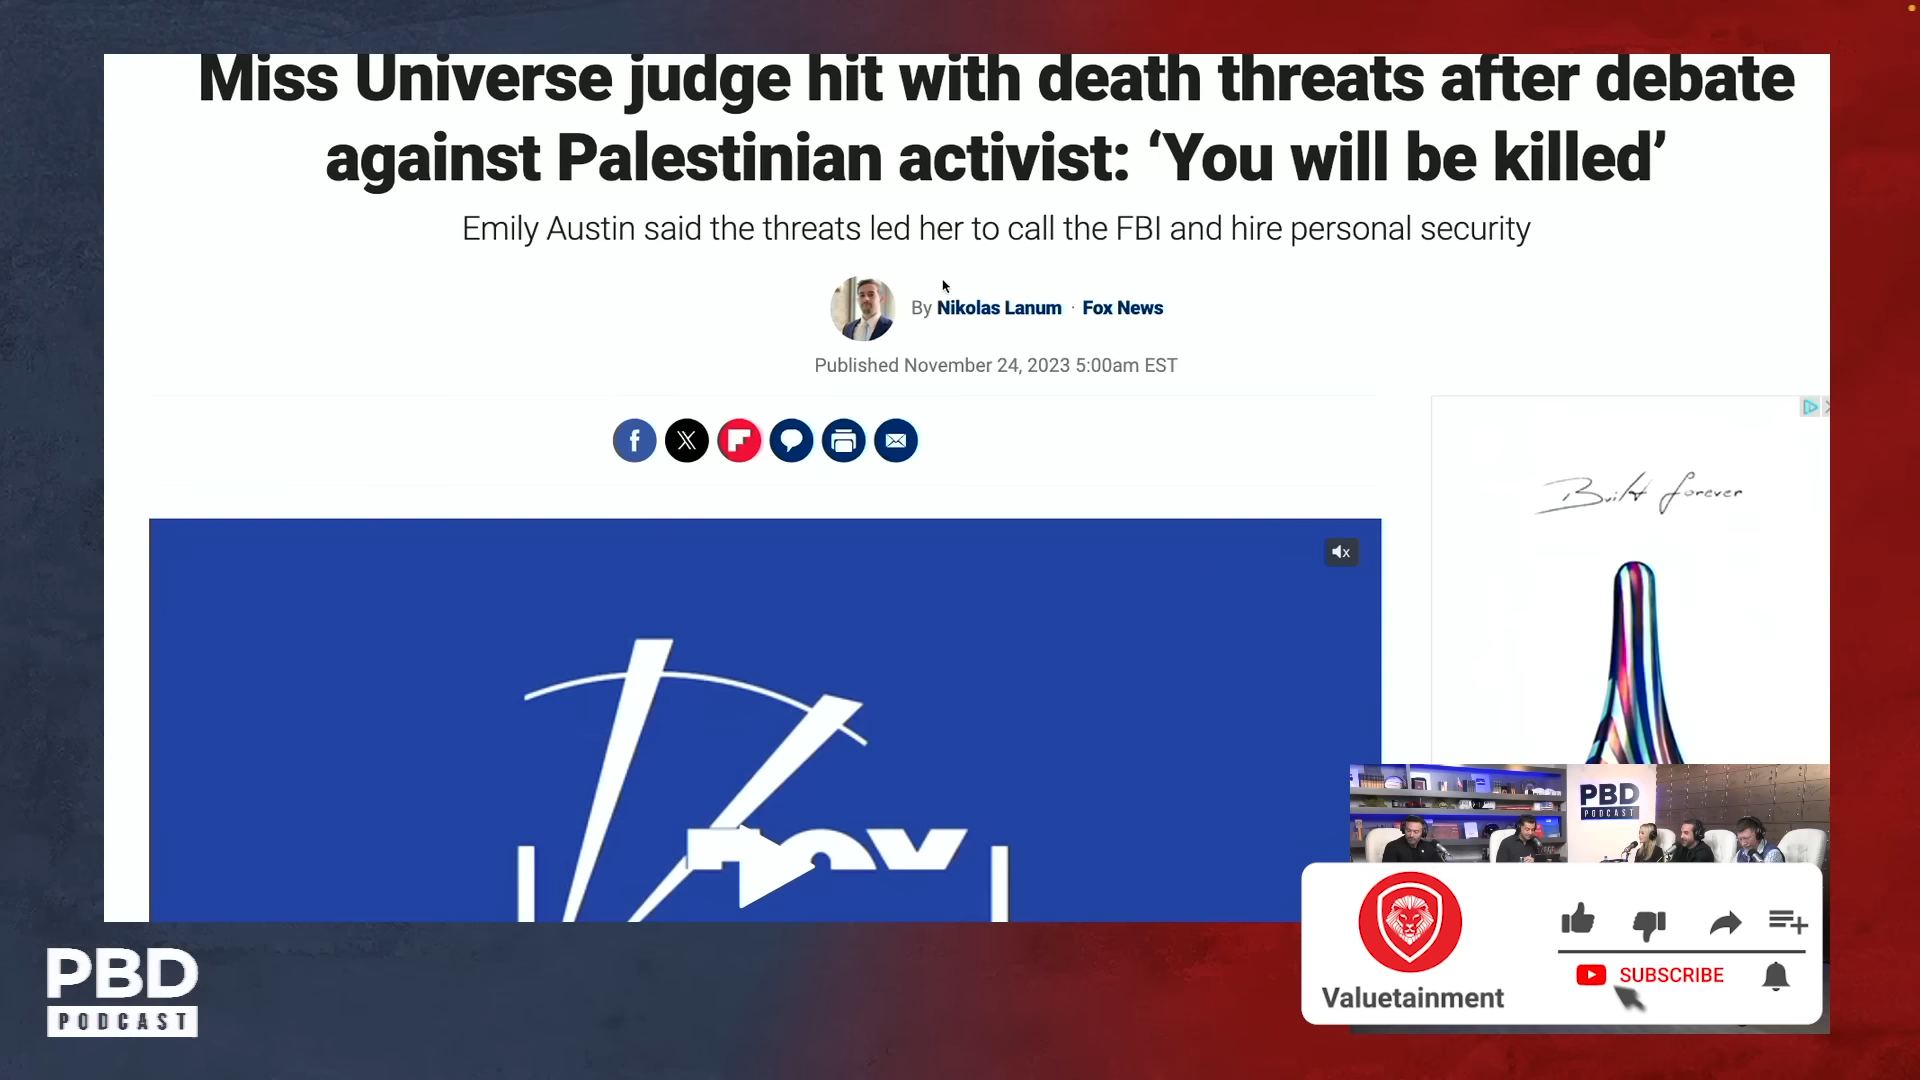 Miss Universe judge hit with death threats after debate
against Palestinian activist: ‘You will be killed’
Emily Austin said the threats led her to call the FBI and hire personal security
By Nikolas Lanum · Fox News
Published November 24, 2023 5:00am EST
Built forever
FOX
PBD
PODCAST
Valuetainment
SUBSCRIBE
PBD
PODCAST